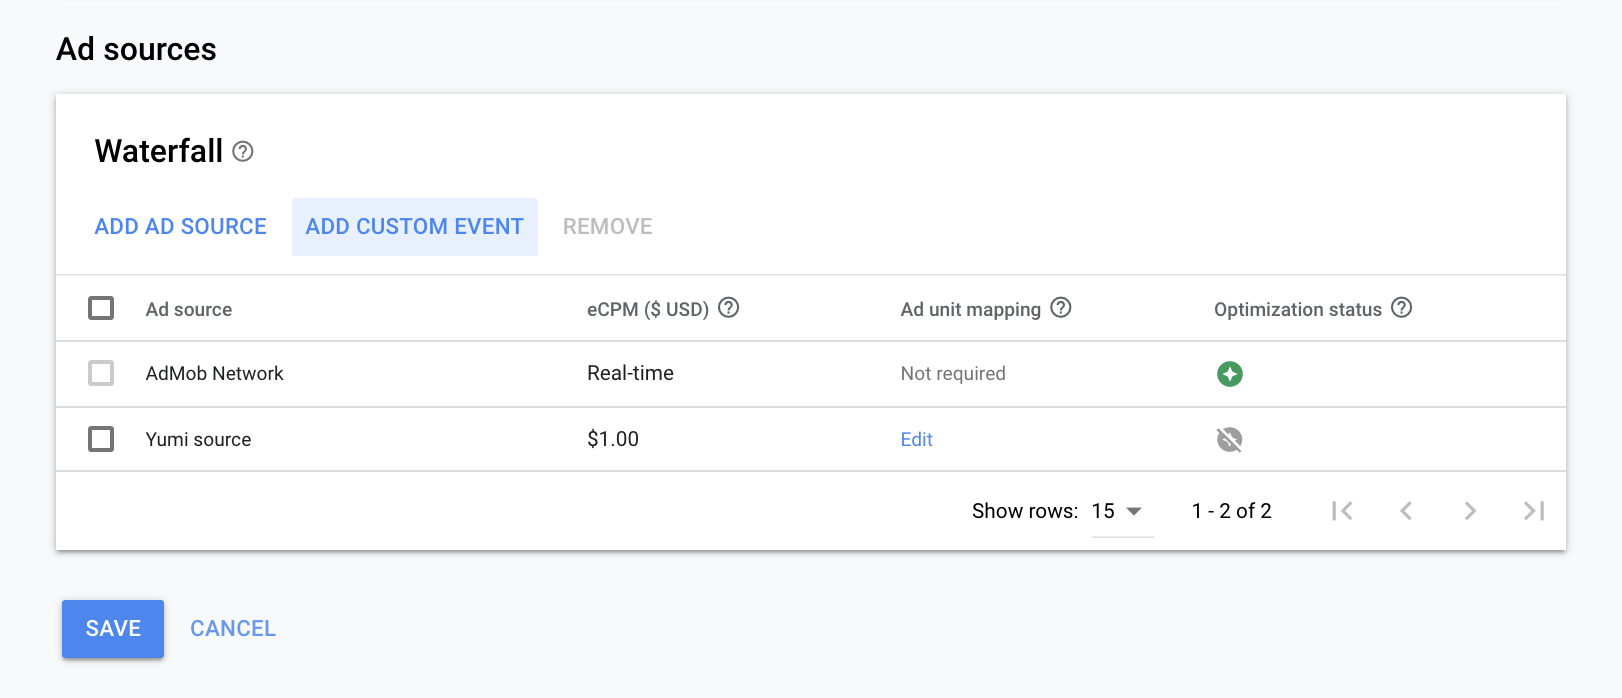 Ad sources
Waterfall
ADD AD SOURCE ADD CUSTOM EVENT REMOVE
Ad source eCPM ($ USD) Ad unit mapping Optimization status
AdMob Network Real-time Not required
Yumi source $1.00 Edit
Show rows: 15 1 - 2 of 2
SAVE CANCEL